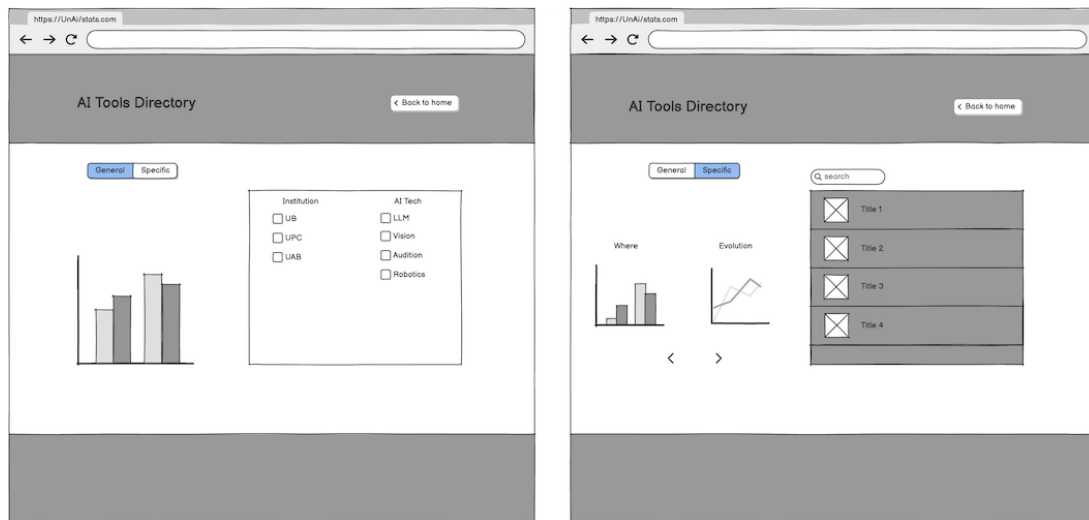 https://UnAi/stats.com
AI Tools Directory
Back to home
General Specific
Institution AI Tech
UB LLM
UPC Vision
UAB Audition
Robotics
https://UnAi/stats.com
AI Tools Directory
Back to home
General Specific
search
Title 1
Title 2
Where Evolution
Title 3
Title 4